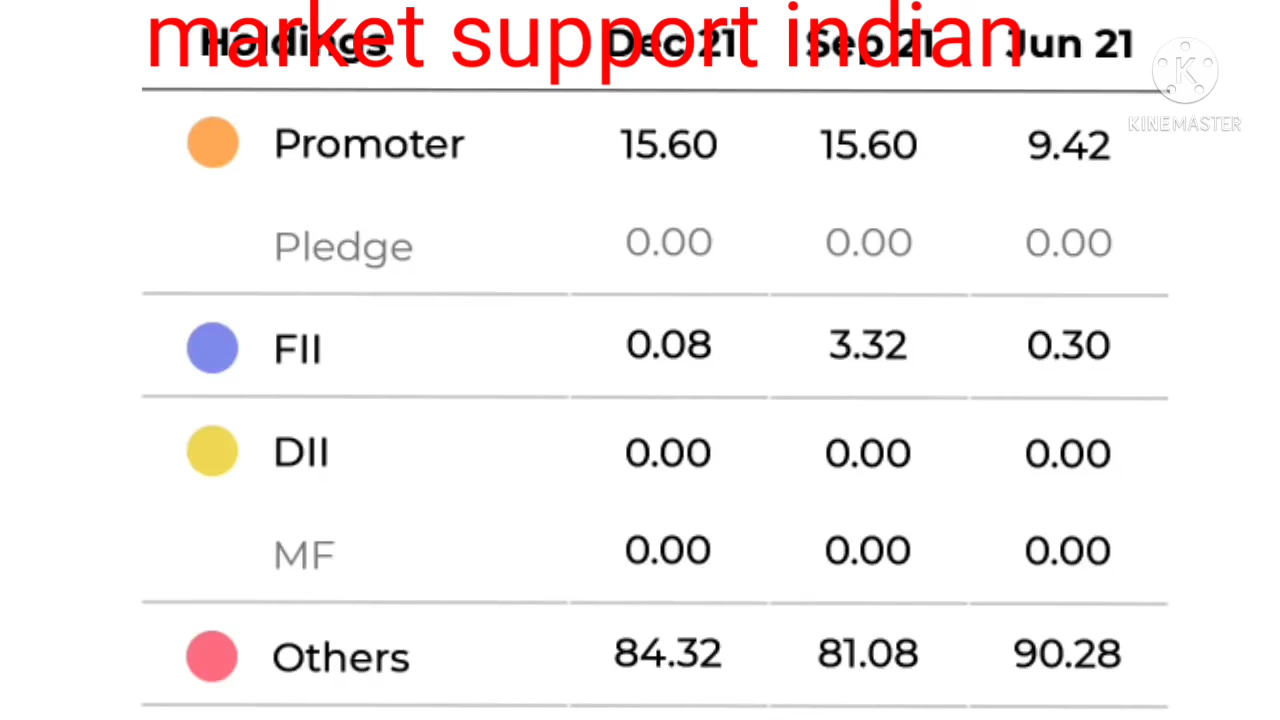 market support indian
Holdings Dec 21 Sep 21 Jun 21
KINEMASTER
Promoter 15.60 15.60 9.42
Pledge 0.00 0.00 0.00
FII 0.08 3.32 0.30
DII 0.00 0.00 0.00
MF 0.00 0.00 0.00
Others 84.32 81.08 90.28